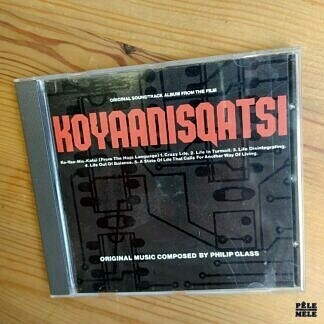 ORIGINAL SOUNDTRACK ALBUM FROM THE FILM
KOYAANISQATSI
Ko-Yaa-Nis-Katsi (From The Hopi Language) 1. Crazy Life. 2. Life In Turmoil. 3. Life Disintegrating.
4. Life Out Of Balance. 5. A State Of Life That Calls For Another Way Of Living.
ORIGINAL MUSIC COMPOSED BY PHILIP GLASS
PÊLE
MÊLE